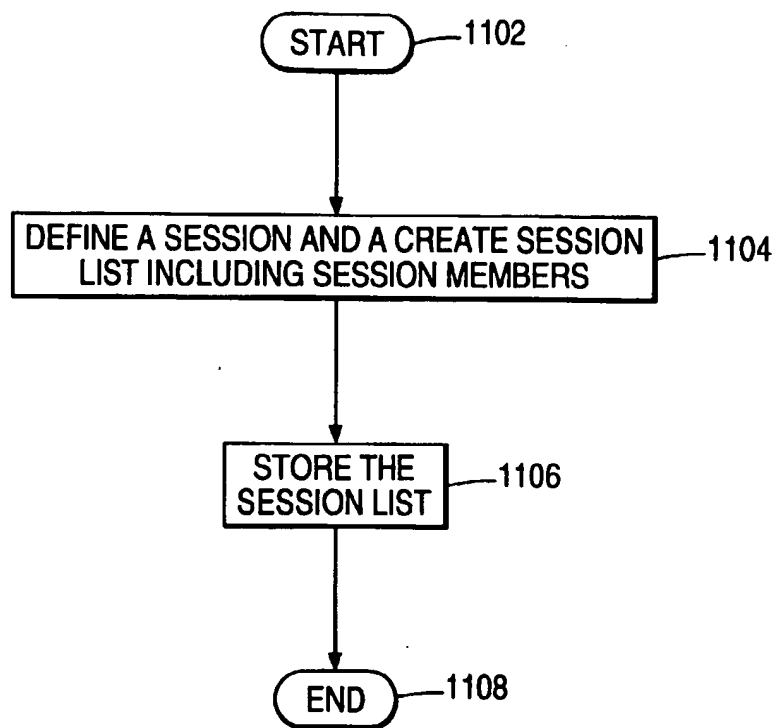 START
1102
DEFINE A SESSION AND A CREATE SESSION
LIST INCLUDING SESSION MEMBERS
1104
STORE THE
SESSION LIST
1106
END
1108